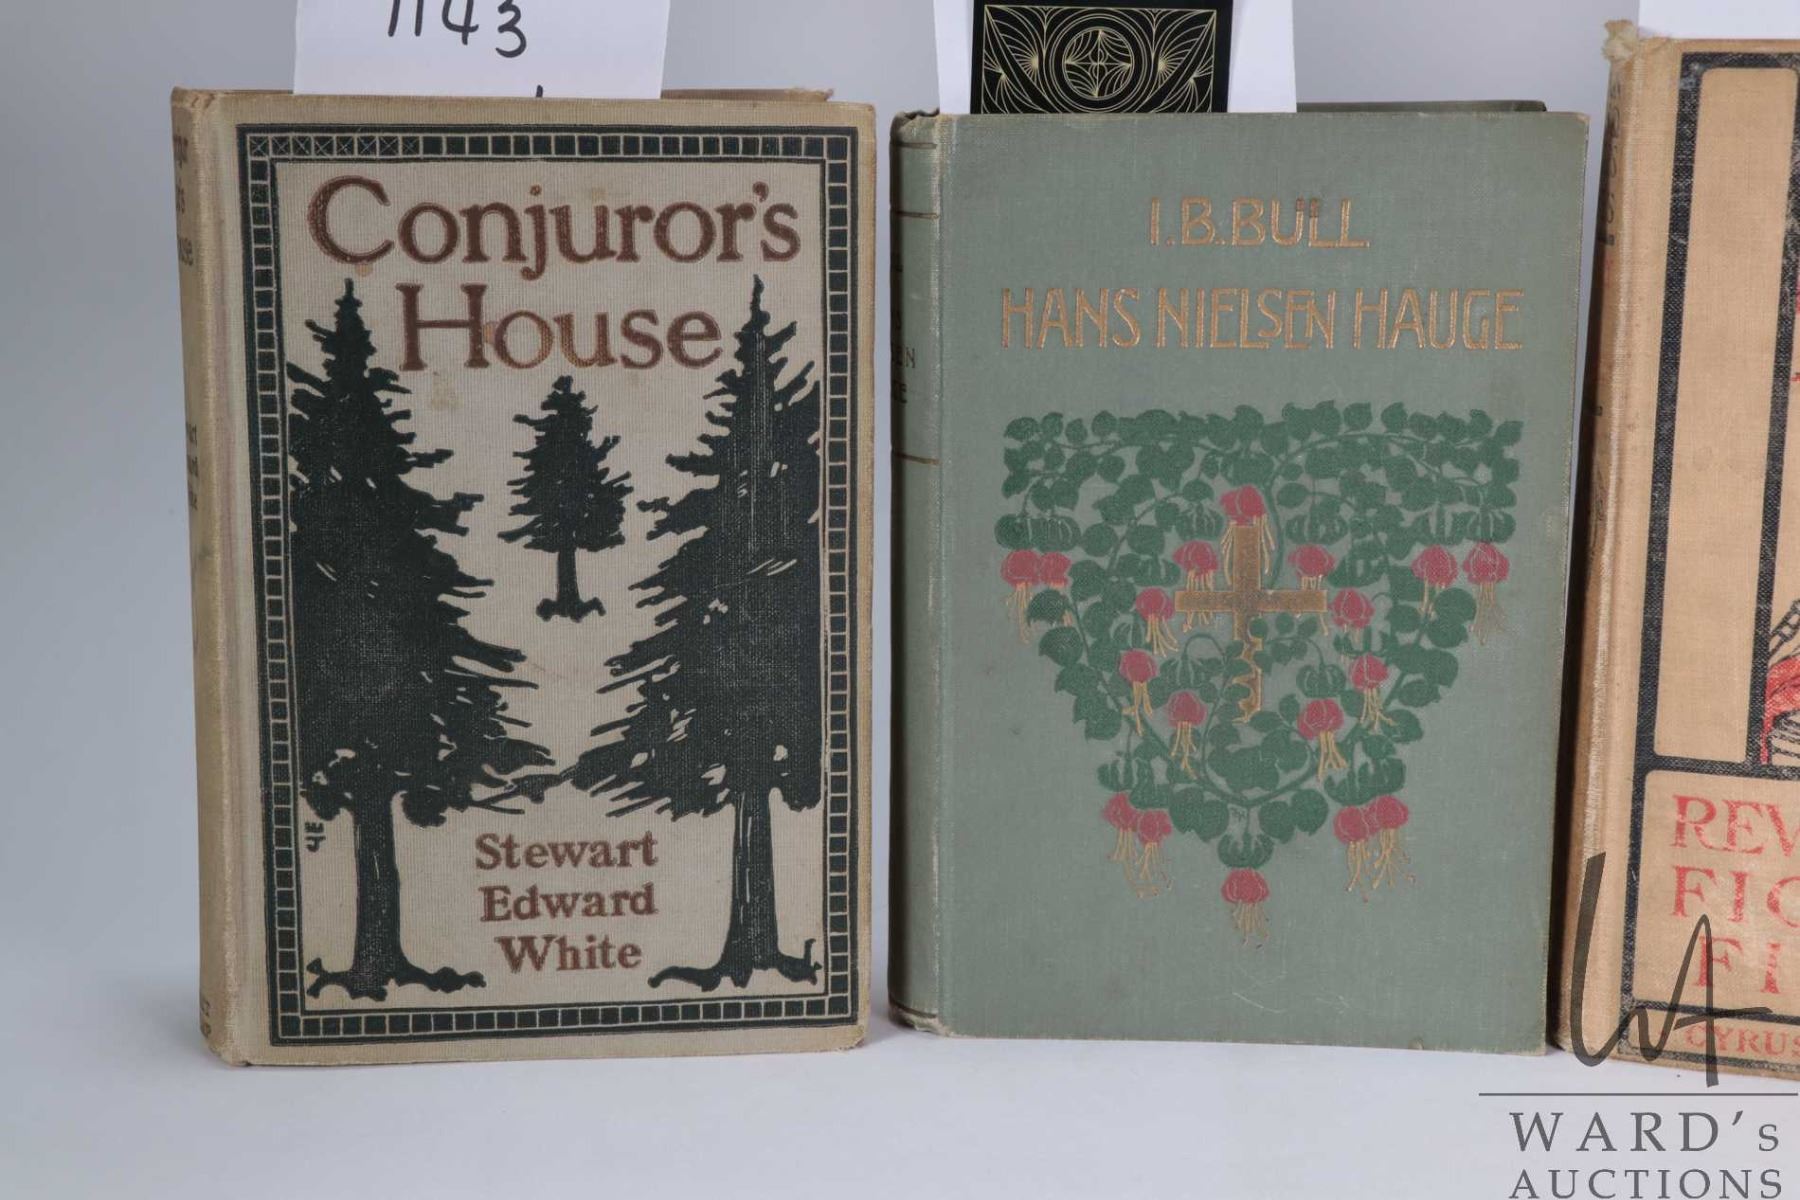 1143
Conjuror's
House
Stewart
Edward
White
I.B.BULL
HANS NIELSEN HAUGE
REV
FIC
FI
CYRUS
WARD's
AUCTIONS